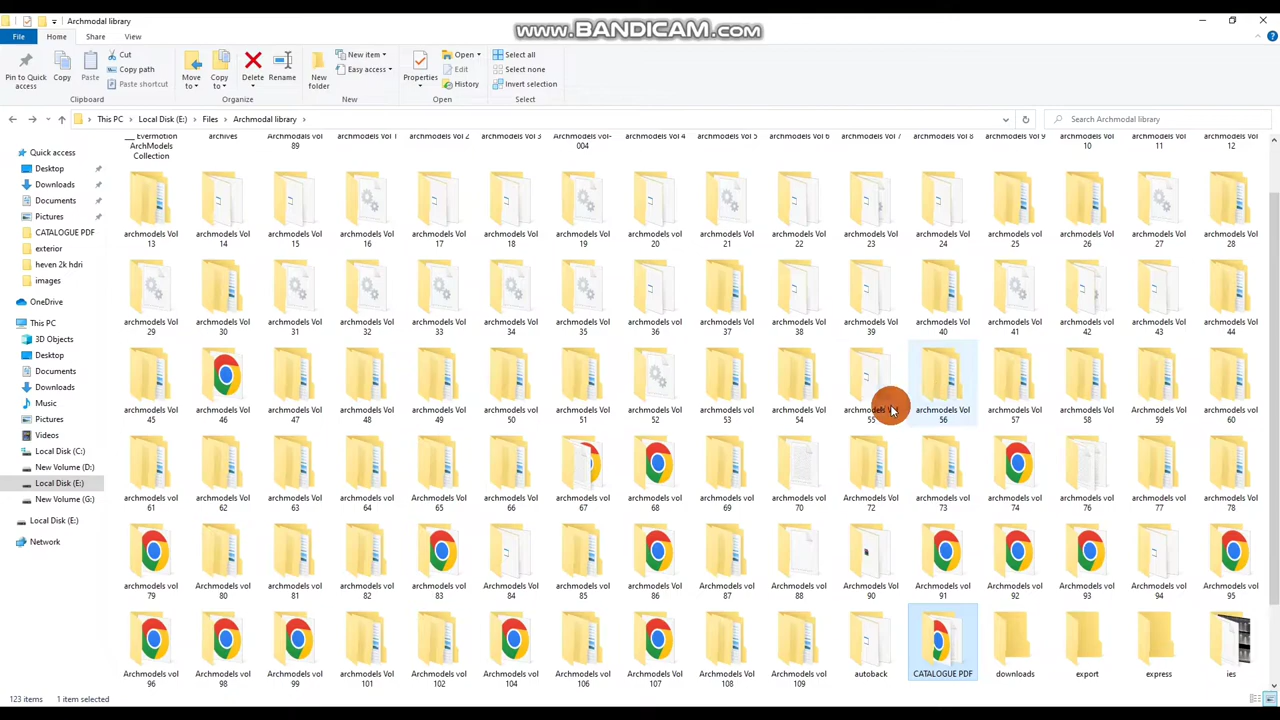 Archmodal library
www.BANDICAM.com
File Home Share View
Pin to Quick access
Copy
Paste
Cut
Copy path
Paste shortcut
Move to
Copy to
Delete
Rename
New folder
New item
Easy access
Properties
Open
Edit
History
Select all
Select none
Invert selection
Clipboard Organize New Open Select
This PC Local Disk (E:) Files Archmodal library
Search Archmodal library
Quick access
Desktop
Downloads
Documents
Pictures
CATALOGUE PDF
exterior
heven 2k hdri
images
OneDrive
This PC
3D Objects
Desktop
Documents
Downloads
Music
Pictures
Videos
Local Disk (C:)
New Volume (D:)
Local Disk (E:)
New Volume (G:)
Local Disk (E:)
Network
__ Evermotion ArchModels Collection
archives
Archmodals vol 89
archmodels Vol 1
archmodels Vol 2
archmodels Vol 3
Archmodels vol-004
archmodels Vol 4
archmodels Vol 5
archmodels Vol 6
archmodels Vol 7
archmodels Vol 8
archmodels Vol 9
archmodels Vol 10
archmodels Vol 11
archmodels Vol 12
archmodels Vol 13
archmodels Vol 14
archmodels Vol 15
archmodels Vol 16
archmodels Vol 17
archmodels Vol 18
archmodels Vol 19
archmodels Vol 20
archmodels Vol 21
archmodels Vol 22
archmodels Vol 23
archmodels Vol 24
archmodels Vol 25
archmodels Vol 26
archmodels Vol 27
archmodels Vol 28
archmodels Vol 29
archmodels Vol 30
archmodels Vol 31
archmodels Vol 32
archmodels Vol 33
archmodels Vol 34
archmodels Vol 35
archmodels Vol 36
archmodels Vol 37
archmodels Vol 38
archmodels Vol 39
archmodels Vol 40
archmodels Vol 41
archmodels Vol 42
archmodels Vol 43
archmodels Vol 44
archmodels Vol 45
archmodels Vol 46
archmodels Vol 47
archmodels Vol 48
archmodels Vol 49
archmodels Vol 50
archmodels Vol 51
archmodels Vol 52
archmodels Vol 53
archmodels Vol 54
archmodels 55
archmodels Vol 56
archmodels Vol 57
archmodels Vol 58
Archmodels vol 59
archmodels vol 60
archmodels vol 61
archmodels vol 62
archmodels vol 63
archmodels vol 64
Archmodels vol 65
Archmodels vol 66
archmodels vol 67
archmodels Vol 68
archmodels vol 69
archmodels vol 70
Archmodels vol 72
archmodels vol 73
archmodels vol 74
archmodels vol 76
archmodels vol 77
Archmodels vol 78
archmodels vol 79
Archmodels vol 80
archmodels vol 81
Archmodels vol 82
archmodels Vol 83
Archmodels Vol 84
archmodels vol 85
Archmodels vol 86
Archmodels vol 87
Archmodels vol 88
Archmodels Vol 90
Archmodels vol 91
Archmodels vol 92
Archmodels vol 93
Archmodels vol 94
Archmodels vol 95
Archmodels vol 96
Archmodels vol 98
Archmodels vol 99
Archmodels vol 101
Archmodels vol 102
Archmodels vol 104
Archmodels vol 106
Archmodels vol 107
Archmodels vol 108
Archmodels vol 109
autoback
CATALOGUE PDF
downloads
export
express
ies
123 items 1 item selected